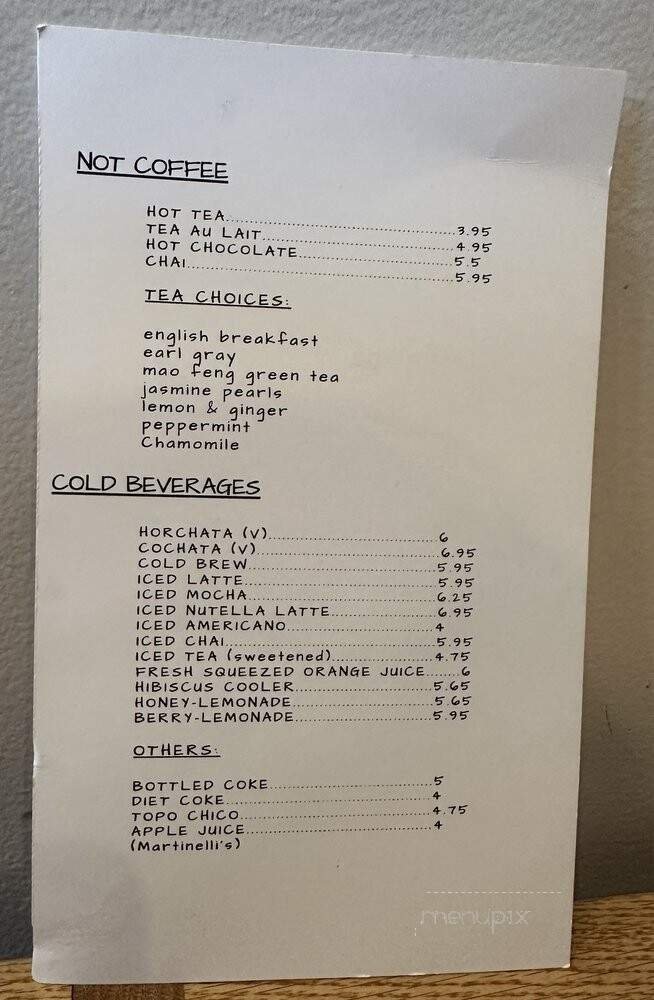 NOT COFFEE
HOT TEA..............................3.95
TEA AU LAIT..............................4.95
HOT CHOCOLATE..............................5.5
CHAI..............................5.95
TEA CHOICES:
english breakfast
earl gray
mao feng green tea
jasmine pearls
lemon & ginger
peppermint
Chamomile
COLD BEVERAGES
HORCHATA (V)..............................6
COCHATA (V)..............................6.95
COLD BREW..............................5.95
ICED LATTE..............................5.95
ICED MOCHA..............................6.25
ICED NUTELLA LATTE....................6.95
ICED AMERICANO..............................4
ICED CHAI..............................5.95
ICED TEA (sweetened)....................4.75
FRESH SQUEEZED ORANGE JUICE........6
HIBISCUS COOLER..............................5.65
HONEY-LEMONADE..............................5.65
BERRY-LEMONADE..............................5.95
OTHERS:
BOTTLED COKE..............................5
DIET COKE..............................4
TOPO CHICO..............................4.75
APPLE JUICE..............................4
(Martinelli's)
menupix